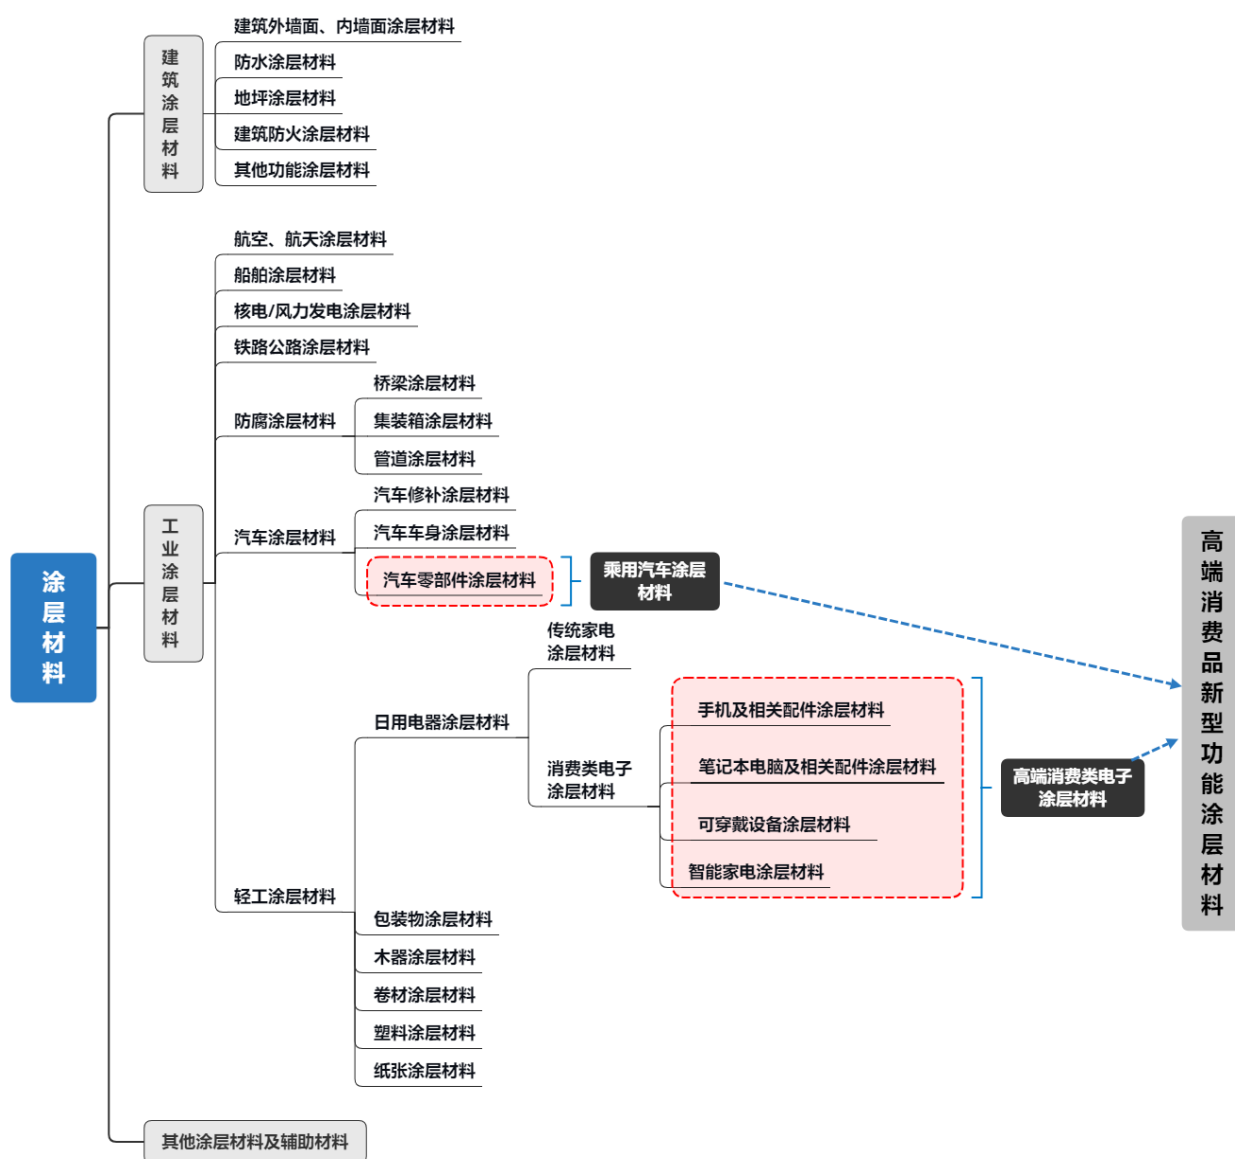 建筑外墙面、内墙面涂层材料
建筑涂层材料
防水涂层材料
地坪涂层材料
建筑防火涂层材料
其他功能涂层材料
航空、航天涂层材料
船舶涂层材料
核电/风力发电涂层材料
铁路公路涂层材料
桥梁涂层材料
防腐涂层材料
集装箱涂层材料
管道涂层材料
汽车修补涂层材料
工业涂层材料
汽车涂层材料
汽车车身涂层材料
汽车零部件涂层材料
乘用汽车涂层
材料
高端消费品新型功能涂层材料
涂层材料
传统家电
涂层材料
日用电器涂层材料
手机及相关配件涂层材料
消费类电子
涂层材料
笔记本电脑及相关配件涂层材料
高端消费类电子
涂层材料
可穿戴设备涂层材料
智能家电涂层材料
轻工涂层材料
包装物涂层材料
木器涂层材料
卷材涂层材料
塑料涂层材料
纸张涂层材料
其他涂层材料及辅助材料